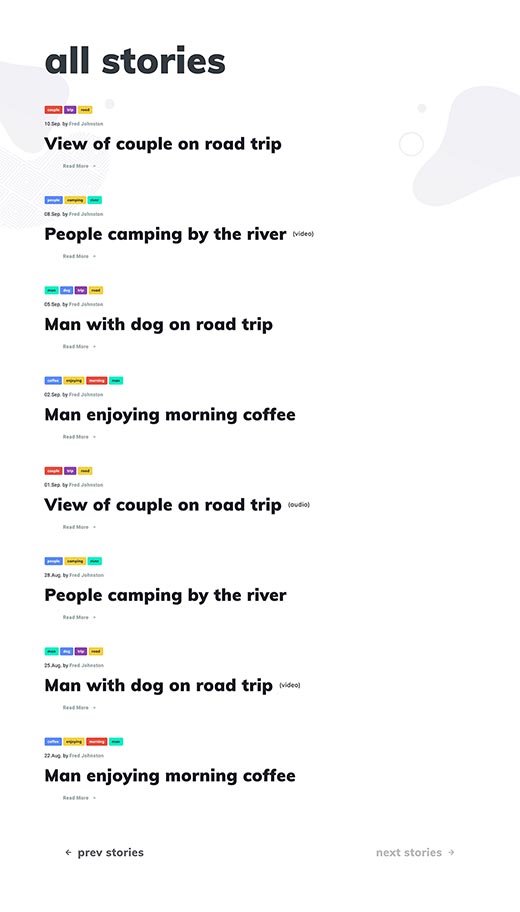 all stories
couple trip road
10.Sep. by Fred Johnston
View of couple on road trip
Read More
people camping river
08.Sep. by Fred Johnston
People camping by the river (video)
Read More
man dog trip road
05.Sep. by Fred Johnston
Man with dog on road trip
Read More
coffee enjoying morning man
02.Sep. by Fred Johnston
Man enjoying morning coffee
Read More
couple trip road
01.Sep. by Fred Johnston
View of couple on road trip (audio)
Read More
people camping river
28.Aug. by Fred Johnston
People camping by the river
Read More
man dog trip road
25.Aug. by Fred Johnston
Man with dog on road trip (video)
Read More
coffee enjoying morning man
22.Aug. by Fred Johnston
Man enjoying morning coffee
Read More
← prev stories next stories →